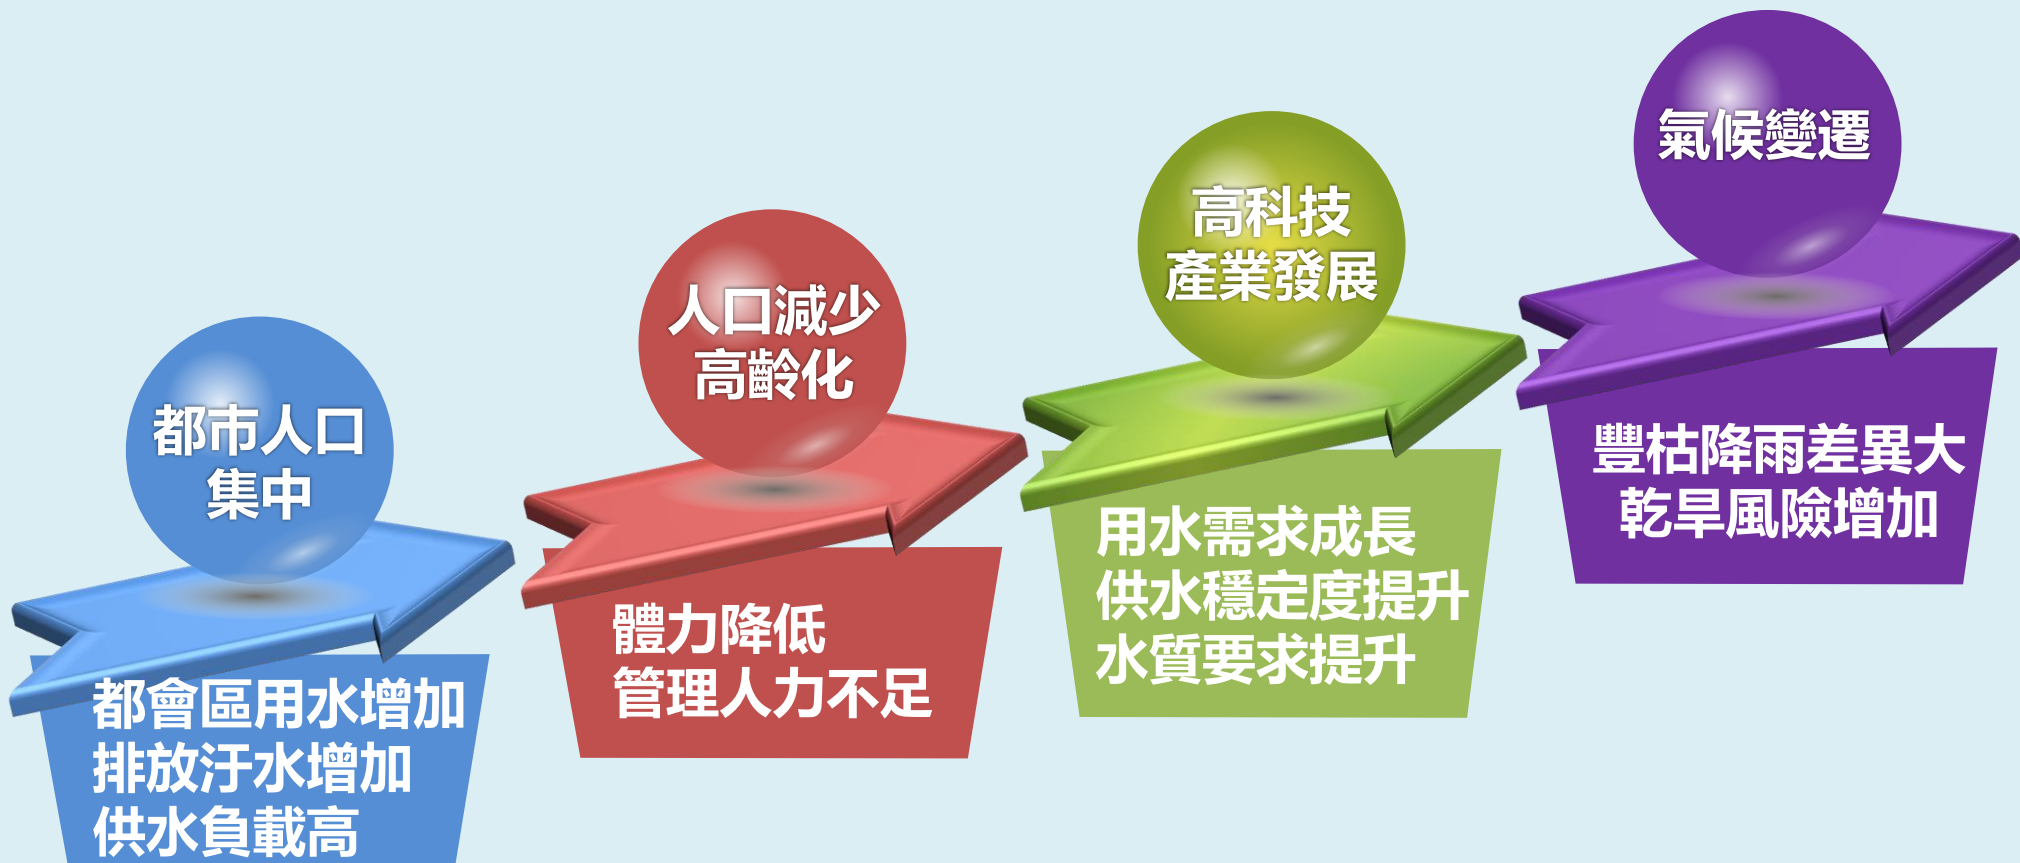 都市人口
集中
都會區用水增加
排放汙水增加
供水負載高
人口減少
高齡化
體力降低
管理人力不足
高科技
產業發展
用水需求成長
供水穩定度提升
水質要求提升
氣候變遷
豐枯降雨差異大
乾旱風險增加